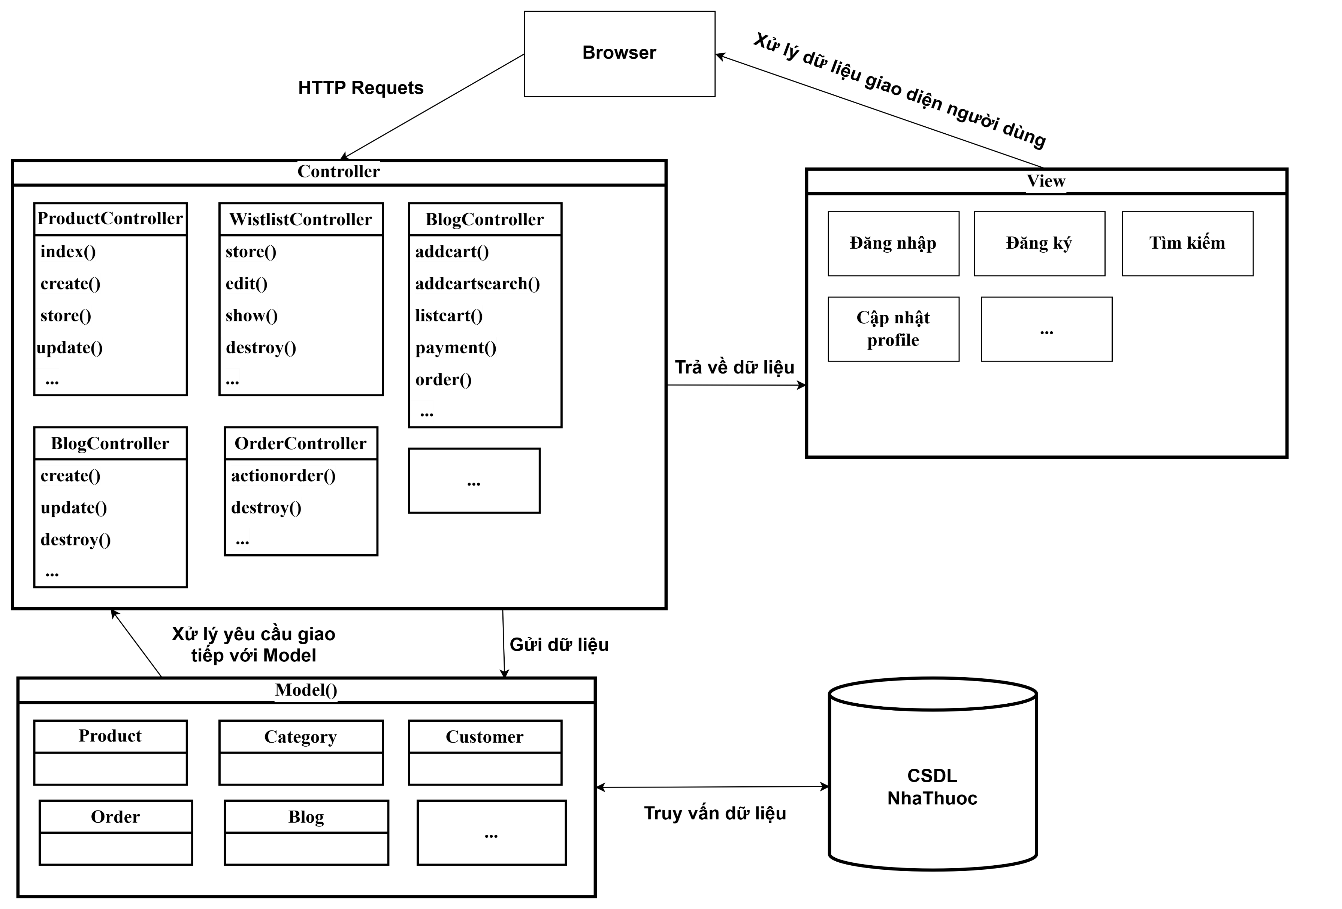 Browser
HTTP Requets
Xử lý dữ liệu giao diện người dùng
Controller
ProductController
index()
create()
store()
update()
...
WistlistController
store()
edit()
show()
destroy()
...
BlogController
addcart()
addcartsearch()
listcart()
payment()
order()
...
BlogController
create()
update()
destroy()
...
OrderController
actionorder()
destroy()
...
...
Trả về dữ liệu
View
Đăng nhập
Đăng ký
Tìm kiếm
Cập nhật
profile
...
Xử lý yêu cầu giao
tiếp với Model
Gửi dữ liệu
Model()
Product
Category
Customer
Order
Blog
...
Truy vấn dữ liệu
CSDL
NhaThuoc